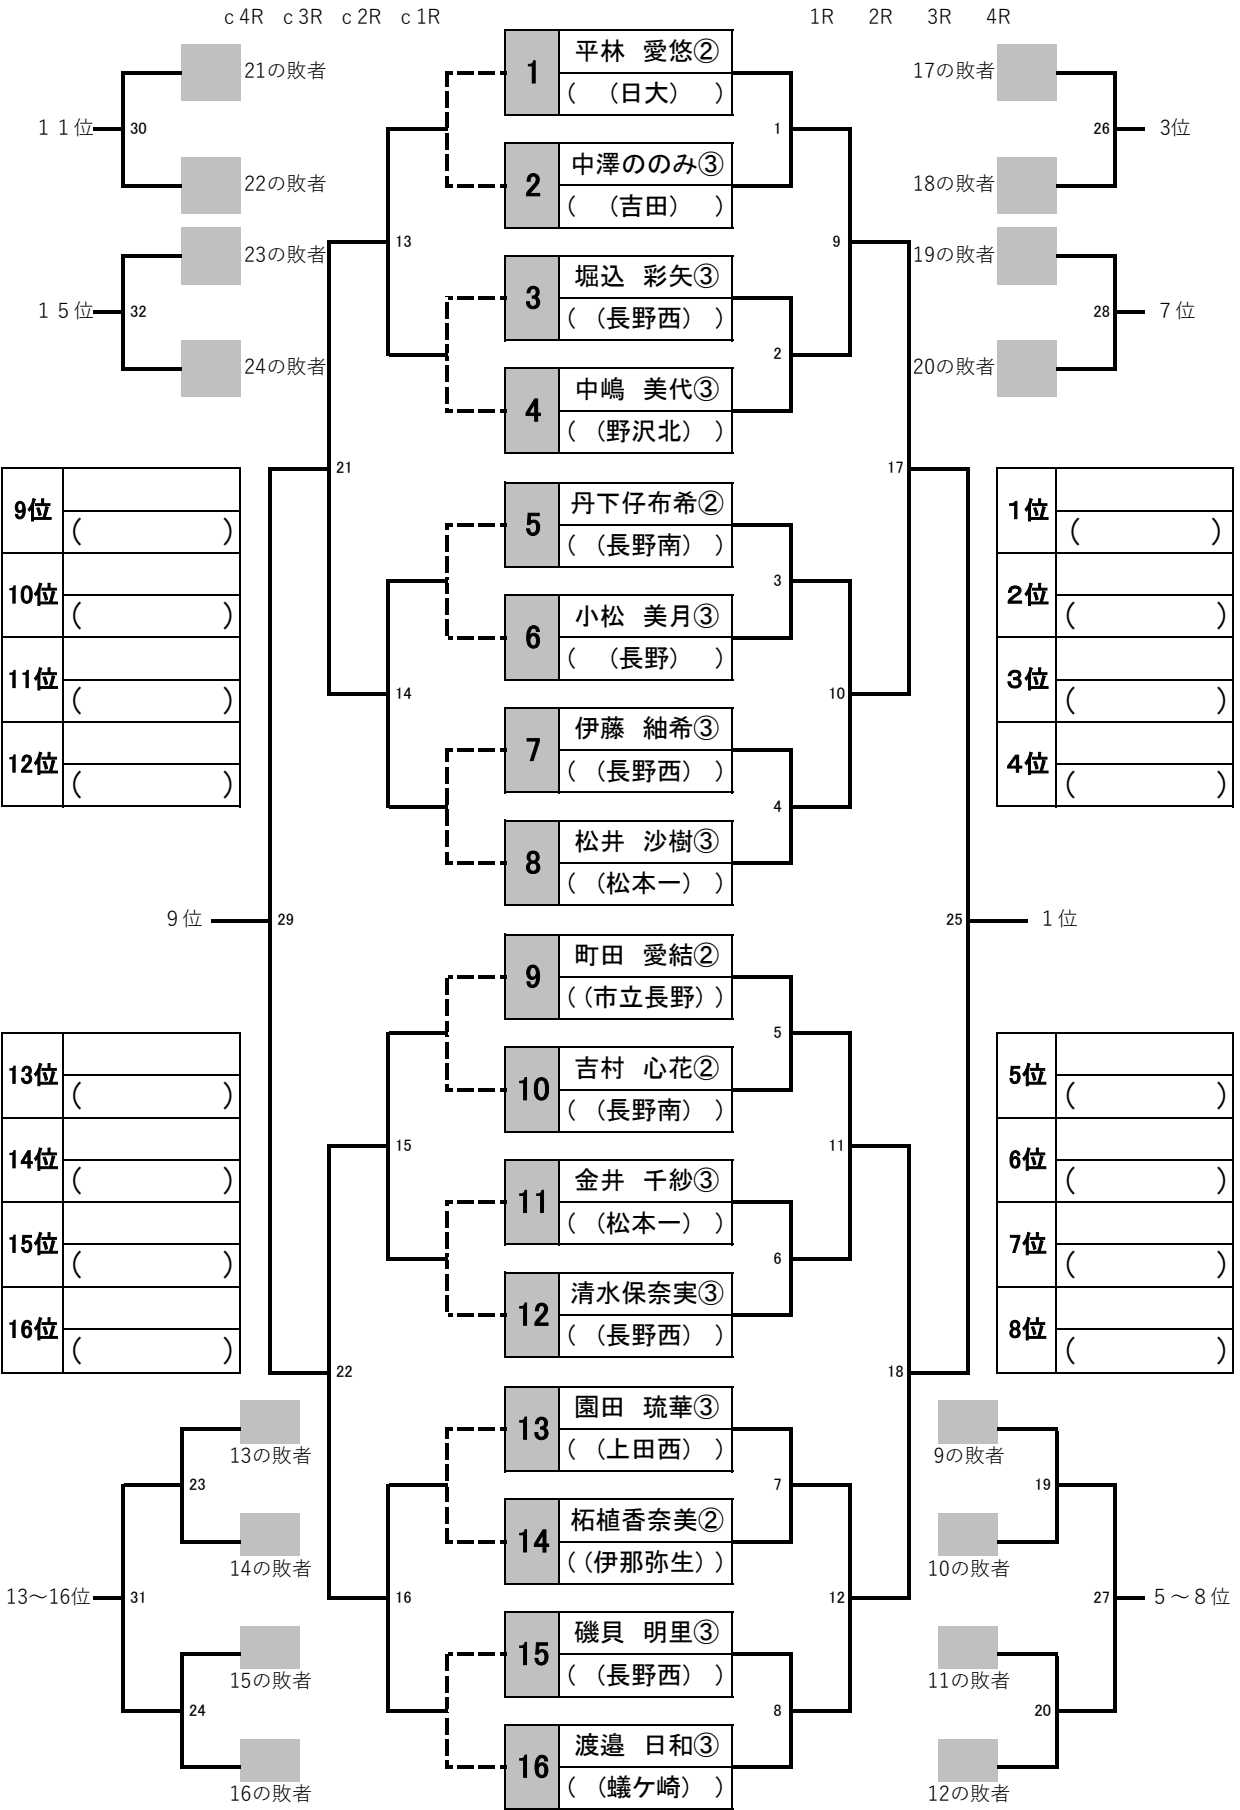 ｃ4R ｃ3R ｃ2R ｃ1R 1R 2R 3R 4R
21の敗者
30
１１位
22の敗者
23の敗者
32
１５位
24の敗者
17の敗者
26
3位
18の敗者
19の敗者
28
７位
20の敗者
1 平林　愛悠②
(　（日大）　)
2 中澤ののみ③
(　（吉田）　)
3 堀込　彩矢③
(（長野西）)
4 中嶋　美代③
(（野沢北）)
5 丹下仔布希②
(（長野南）)
6 小松　美月③
(　（長野）　)
7 伊藤　紬希③
(（長野西）)
8 松井　沙樹③
(（松本一）)
9 町田　愛結②
(（市立長野）)
10 吉村　心花②
(（長野南）)
11 金井　千紗③
(（松本一）)
12 清水保奈実③
(（長野西）)
13 園田　琉華③
(（上田西）)
14 柘植香奈美②
(（伊那弥生）)
15 磯貝　明里③
(（長野西）)
16 渡邉　日和③
(（蟻ケ崎）)
1
2
3
4
5
6
7
8
9
10
11
12
17
18
25
１位
13
14
15
16
21
22
29
９位
9位
(　)
10位
(　)
11位
(　)
12位
(　)
13位
(　)
14位
(　)
15位
(　)
16位
(　)
1位
(　)
2位
(　)
3位
(　)
4位
(　)
5位
(　)
6位
(　)
7位
(　)
8位
(　)
13の敗者
23
14の敗者
13～16位
31
15の敗者
24
16の敗者
9の敗者
19
10の敗者
27
５～８位
11の敗者
20
12の敗者